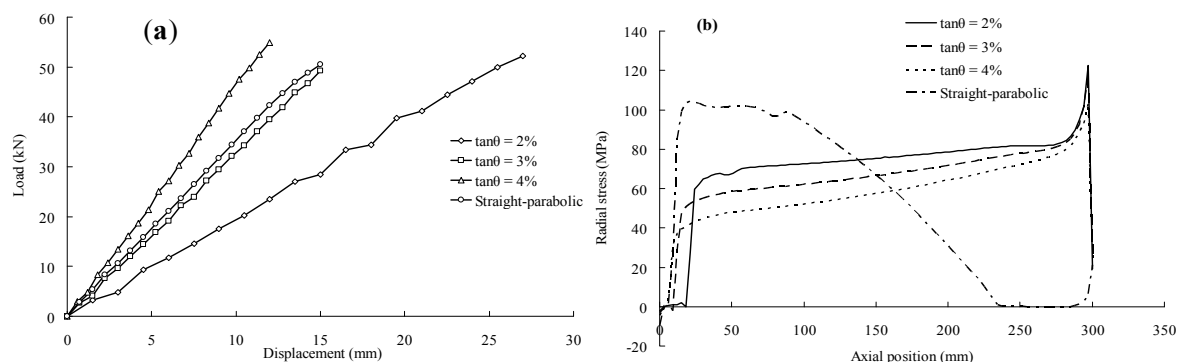 (a)
60
50
40
30
20
10
0
Load (kN)
0 5 10 15 20 25 30
Displacement (mm)
tanθ = 2%
tanθ = 3%
tanθ = 4%
Straight-parabolic
(b)
140
120
100
80
60
40
20
0
-20
Radial stress (MPa)
0 50 100 150 200 250 300 350
Axial position (mm)
tanθ = 2%
tanθ = 3%
tanθ = 4%
Straight-parabolic